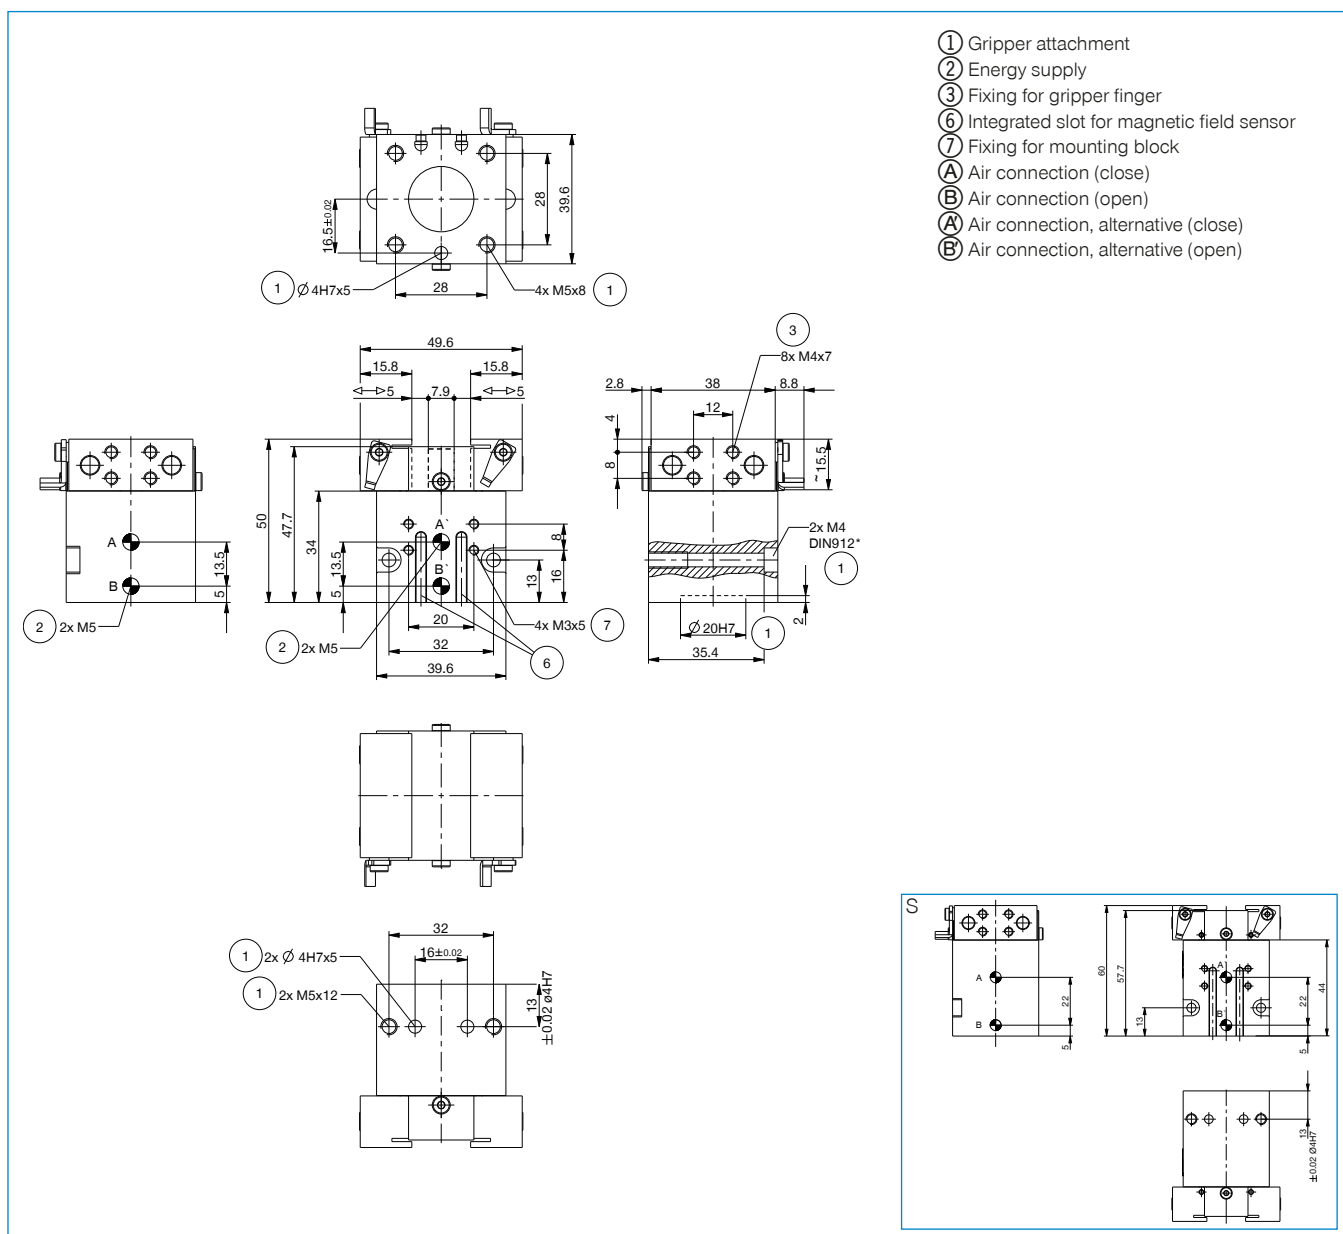 ① Gripper attachment
② Energy supply
③ Fixing for gripper finger
⑥ Integrated slot for magnetic field sensor
⑦ Fixing for mounting block
Ⓐ Air connection (close)
Ⓑ Air connection (open)
A' Air connection, alternative (close)
B' Air connection, alternative (open)
16.5±0.02
28
39.6
1 Ø 4H7x5
28
4x M5x8 1
49.6
15.8
15.8
5
7.9
5
50
47.7
34
13.5
5
A`
B`
8
16
13
20
32
39.6
2 2x M5
4x M3x5 7
6
A
B
13.5
5
2 2x M5
3
8x M4x7
2.8
38
8.8
12
4
8
~ 15.5
2x M4
DIN912*
1
Ø 20H7 1
2
35.4
32
16±0.02
1 2x Ø 4H7x5
1 2x M5x12
13
±0.02 ø4H7
S
A
B
22
5
60
57.7
13
A`
B`
22
44
5
13
±0.02 Ø4H7